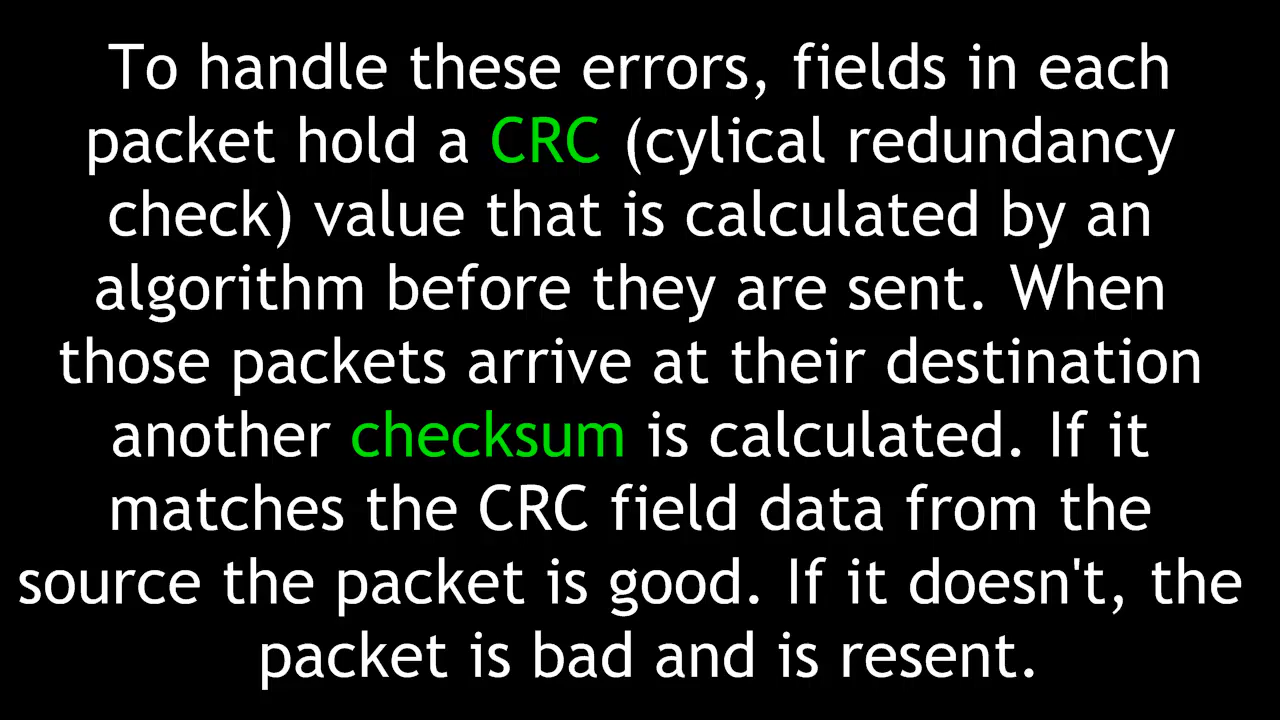 To handle these errors, fields in each
packet hold a CRC (cylical redundancy
check) value that is calculated by an
algorithm before they are sent. When
those packets arrive at their destination
another checksum is calculated. If it
matches the CRC field data from the
source the packet is good. If it doesn't, the
packet is bad and is resent.